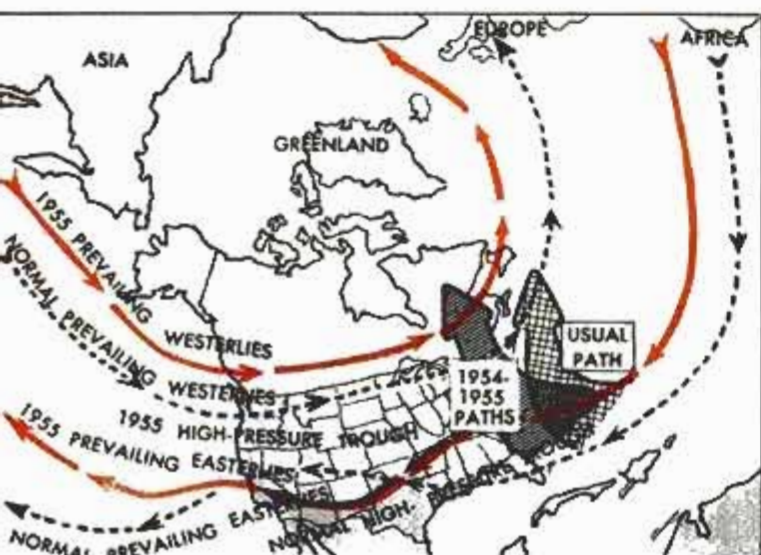 EUROPE
AFRICA
ASIA
GREENLAND
1955 PREVAILING WESTERLIES
NORMAL PREVAILING WESTERLIES
USUAL
PATH
1954-
1955
PATHS
1955 HIGH-PRESSURE TROUGH
1955 PREVAILING EASTERLIES
NORMAL PREVAILING EASTERLIES
NORMAL HIGH-PRESSURE TROUGH